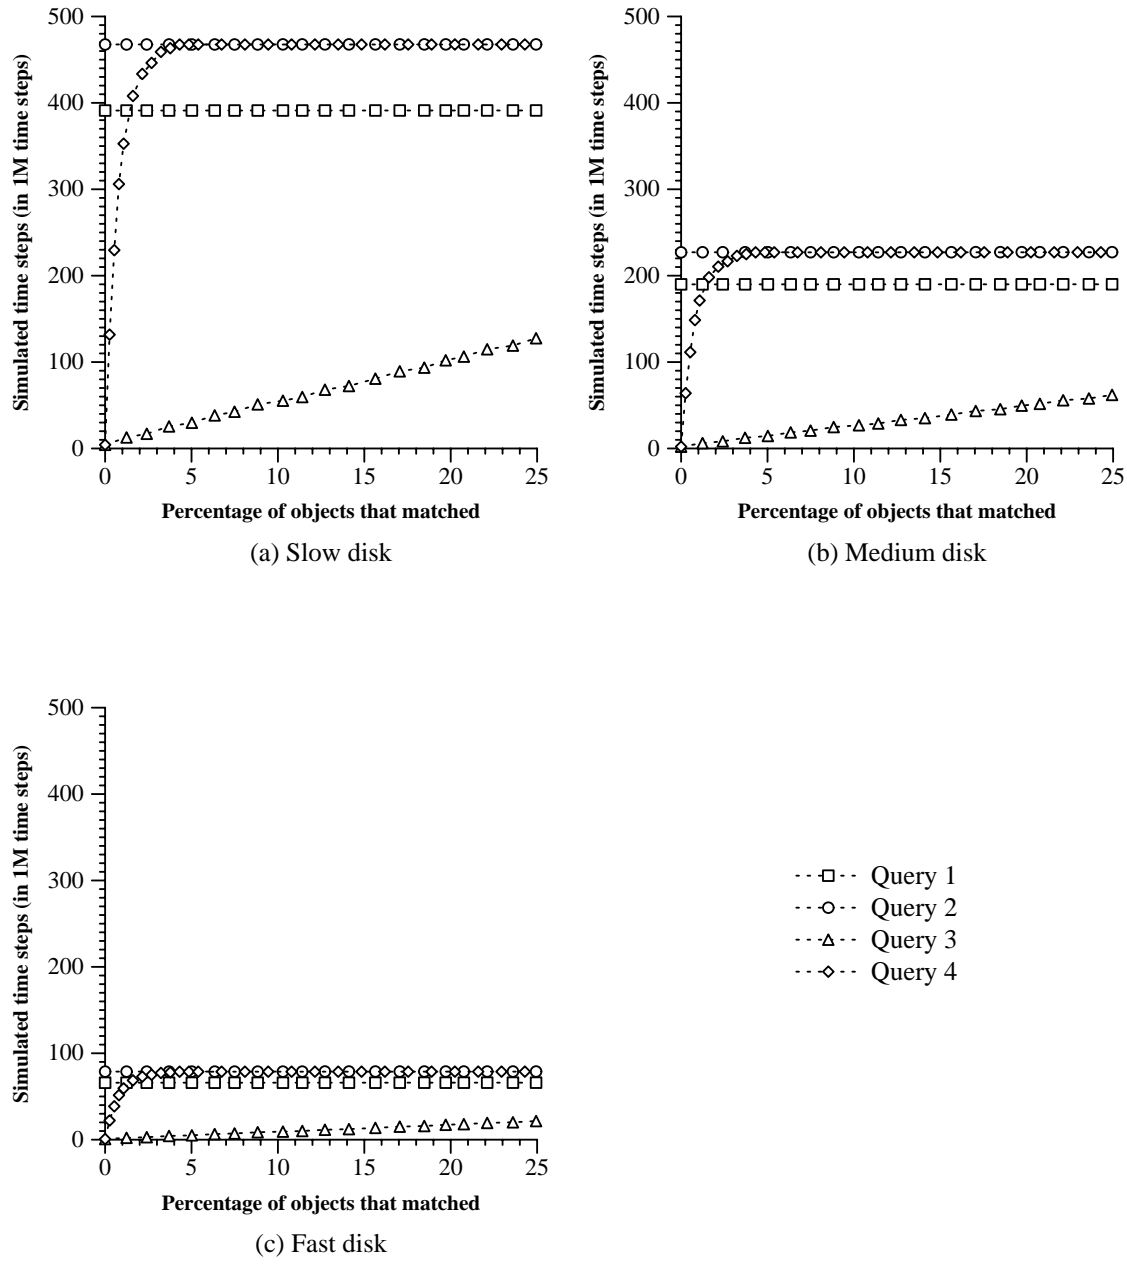 500
400
300
200
100
0
Simulated time steps (in 1M time steps)
0 5 10 15 20 25
Percentage of objects that matched
(a) Slow disk
500
400
300
200
100
0
Simulated time steps (in 1M time steps)
0 5 10 15 20 25
Percentage of objects that matched
(b) Medium disk
500
400
300
200
100
0
Simulated time steps (in 1M time steps)
0 5 10 15 20 25
Percentage of objects that matched
(c) Fast disk
Query 1
Query 2
Query 3
Query 4